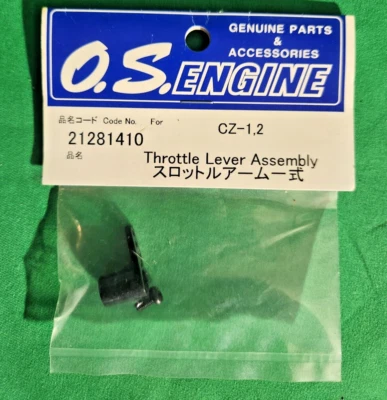 GENUINE PARTS
&
ACCESSORIES
O.S.ENGINE
品名コード Code No. For
CZ-1,2
21281410
品名
Throttle Lever Assembly
スロットルアーム一式